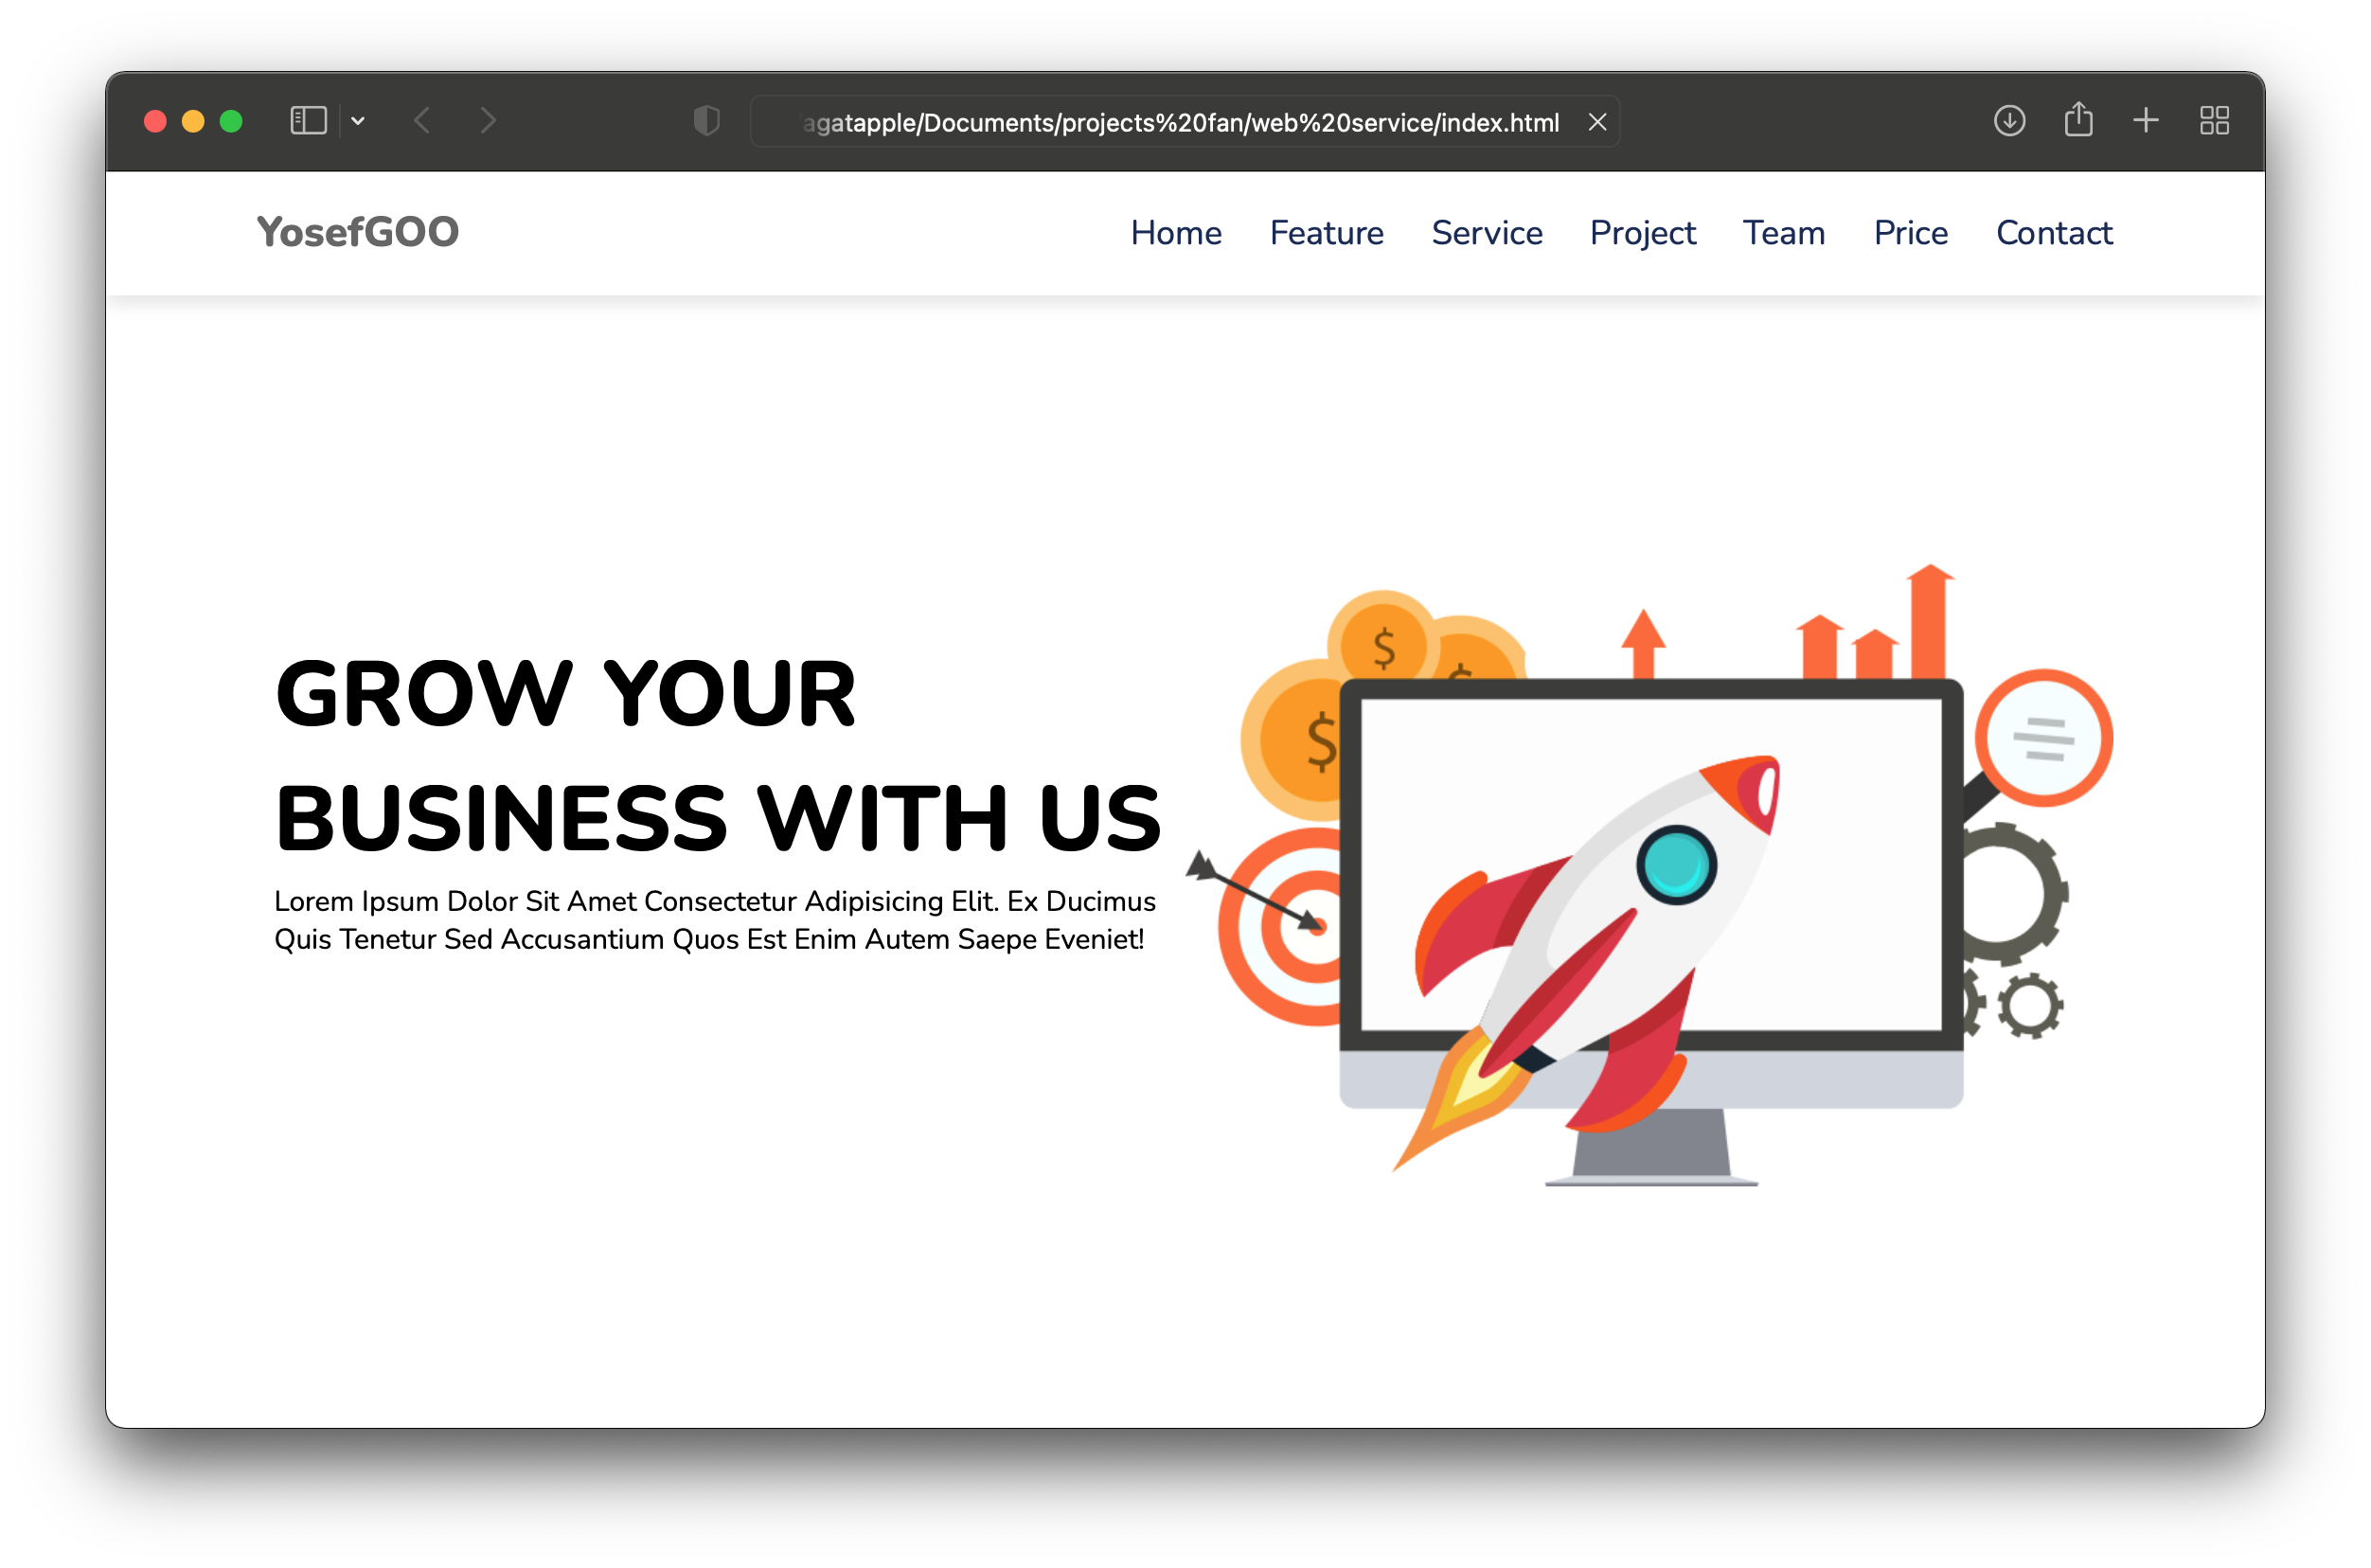 agatapple/Documents/projects%20fan/web%20service/index.html
YosefGOO
Home Feature Service Project Team Price Contact
GROW YOUR
BUSINESS WITH US
Lorem Ipsum Dolor Sit Amet Consectetur Adipisicing Elit. Ex Ducimus
Quis Tenetur Sed Accusantium Quos Est Enim Autem Saepe Eveniet!
$
$
$